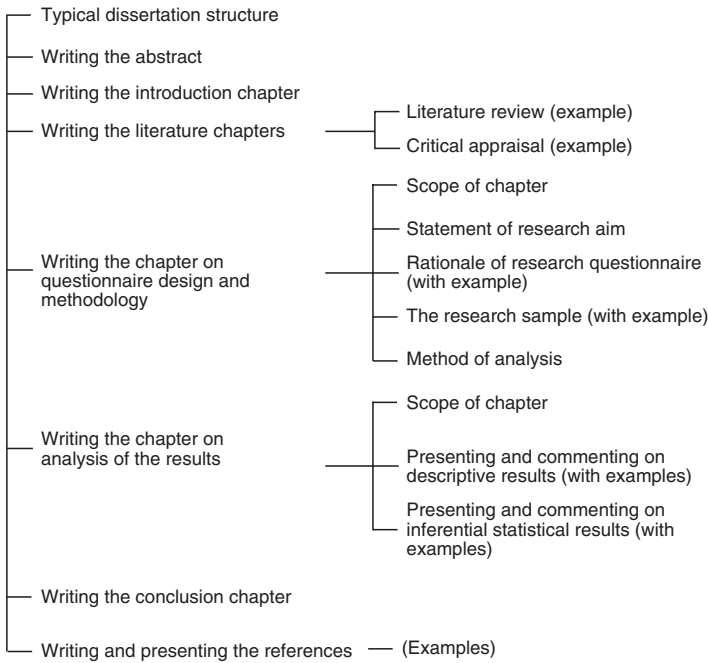 Typical dissertation structure
Writing the abstract
Writing the introduction chapter
Writing the literature chapters
Literature review (example)
Critical appraisal (example)
Writing the chapter on
questionnaire design and
methodology
Scope of chapter
Statement of research aim
Rationale of research questionnaire
(with example)
The research sample (with example)
Method of analysis
Writing the chapter on
analysis of the results
Scope of chapter
Presenting and commenting on
descriptive results (with examples)
Presenting and commenting on
inferential statistical results (with
examples)
Writing the conclusion chapter
Writing and presenting the references
(Examples)